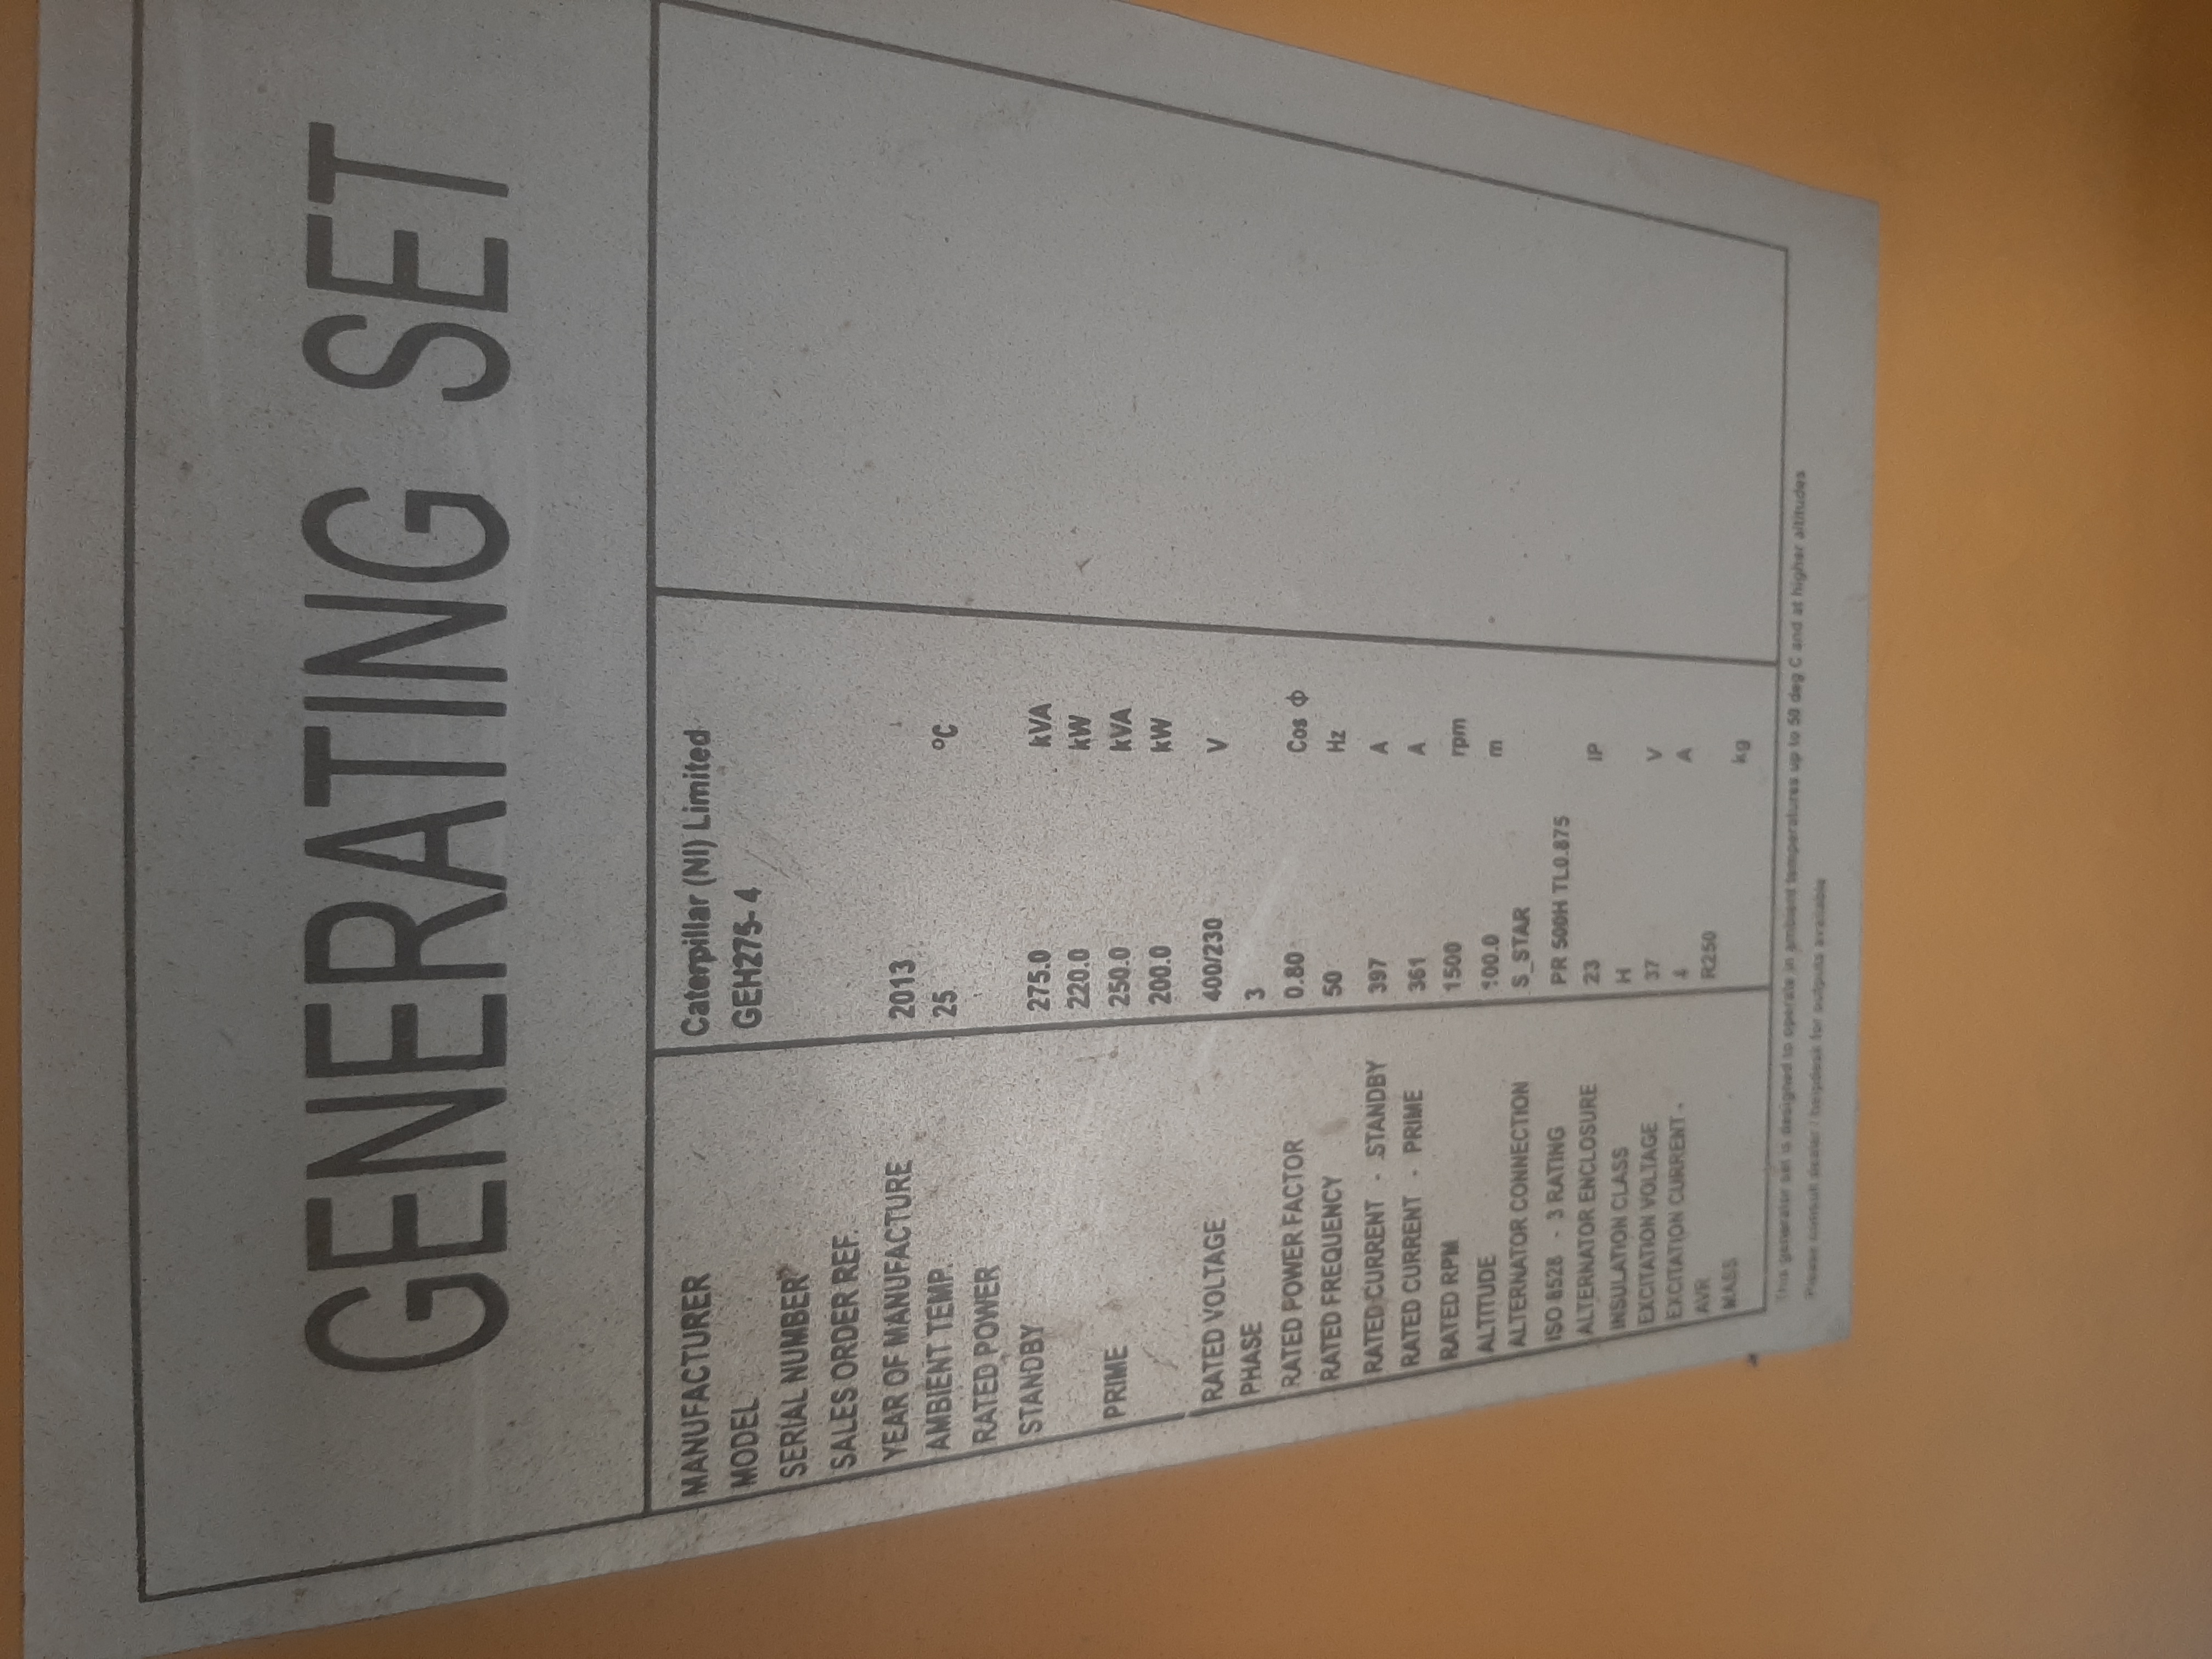 GENERATING SET
MANUFACTURER Caterpillar (NI) Limited
MODEL GEH275- 4
SERIAL NUMBER
SALES ORDER REF.
YEAR OF MANUFACTURE 2013
AMBIENT TEMP. 25 °C
RATED POWER
STANDBY 275.0 kVA
220.0 kW
PRIME 250.0 kVA
200.0 kW
RATED VOLTAGE 400/230 V
PHASE 3
RATED POWER FACTOR 0.80 Cos ϕ
RATED FREQUENCY 50 Hz
RATED CURRENT - STANDBY 397 A
RATED CURRENT - PRIME 361 A
RATED RPM 1500 rpm
ALTITUDE 100.0 m
ALTERNATOR CONNECTION S_STAR
ISO 8528 - 3 RATING PR 500H TL0.875
ALTERNATOR ENCLOSURE 23 IP
INSULATION CLASS H
EXCITATION VOLTAGE 37 V
EXCITATION CURRENT - A
AVR R250
MASS kg
This generator set is designed to operate in ambient temperatures up to 50 deg C and at higher altitudes
Please consult dealer / helpdesk for outputs available